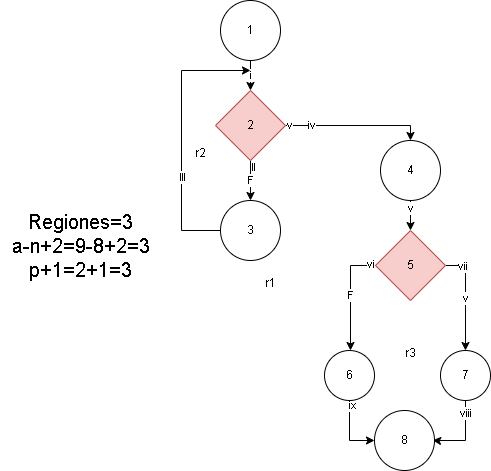 1
i
2
v
iv
r2
II
F
III
4
v
3
Regiones=3
a-n+2=9-8+2=3
p+1=2+1=3
r1
vi
5
vii
F
v
r3
6
7
ix
viii
8